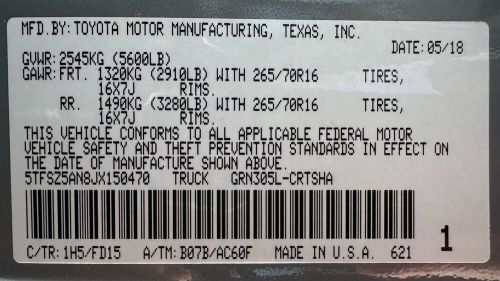 MFD.BY:TOYOTA MOTOR MANUFACTURING, TEXAS, INC.
DATE:05/18
GVWR:2545KG (5600LB)
GAWR:FRT. 1320KG (2910LB) WITH 265/70R16 TIRES,
16X7J RIMS.
RR. 1490KG (3280LB) WITH 265/70R16 TIRES,
16X7J RIMS.
THIS VEHICLE CONFORMS TO ALL APPLICABLE FEDERAL MOTOR
VEHICLE SAFETY AND THEFT PREVENTION STANDARDS IN EFFECT ON
THE DATE OF MANUFACTURE SHOWN ABOVE.
5TFSZ5AN8JX150470 TRUCK GRN305L-CRTSHA
C/TR:1H5/FD15 A/TM:B07B/AC60F MADE IN U.S.A. 621 1